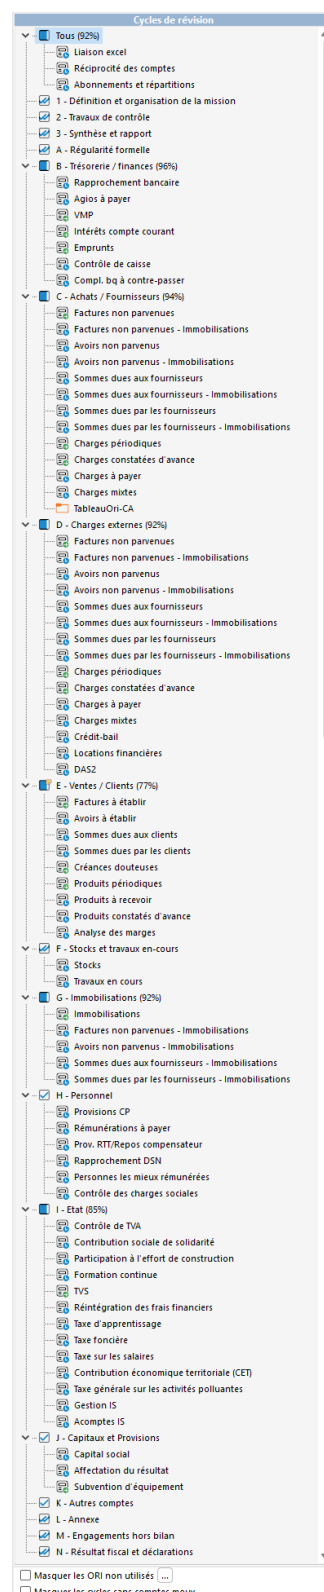 Cycles de révision
Tous (92%)
Liaison excel
Réciprocité des comptes
Abonnements et répartitions
1 - Définition et organisation de la mission
2 - Travaux de contrôle
3 - Synthèse et rapport
A - Régularité formelle
B - Trésorerie / finances (96%)
Rapprochement bancaire
Agios à payer
VMP
Intérêts compte courant
Emprunts
Contrôle de caisse
Compl. bq à contre-passer
C - Achats / Fournisseurs (94%)
Factures non parvenues
Factures non parvenues - Immobilisations
Avoirs non parvenus
Avoirs non parvenus - Immobilisations
Sommes dues aux fournisseurs
Sommes dues aux fournisseurs - Immobilisations
Sommes dues par les fournisseurs
Sommes dues par les fournisseurs - Immobilisations
Charges périodiques
Charges constatées d'avance
Charges à payer
Charges mixtes
TableauOri-CA
D - Charges externes (92%)
Factures non parvenues
Factures non parvenues - Immobilisations
Avoirs non parvenus
Avoirs non parvenus - Immobilisations
Sommes dues aux fournisseurs
Sommes dues aux fournisseurs - Immobilisations
Sommes dues par les fournisseurs
Sommes dues par les fournisseurs - Immobilisations
Charges périodiques
Charges constatées d'avance
Charges à payer
Charges mixtes
Crédit-bail
Locations financières
DAS2
E - Ventes / Clients (77%)
Factures à établir
Avoirs à établir
Sommes dues aux clients
Sommes dues par les clients
Créances douteuses
Produits périodiques
Produits à recevoir
Produits constatés d'avance
Analyse des marges
F - Stocks et travaux en-cours
Stocks
Travaux en cours
G - Immobilisations (92%)
Immobilisations
Factures non parvenues - Immobilisations
Avoirs non parvenus - Immobilisations
Sommes dues aux fournisseurs - Immobilisations
Sommes dues par les fournisseurs - Immobilisations
H - Personnel
Provisions CP
Rémunérations à payer
Prov. RTT/Repos compensateur
Rapprochement DSN
Personnes les mieux rémunérées
Contrôle des charges sociales
I - Etat (85%)
Contrôle de TVA
Contribution sociale de solidarité
Participation à l'effort de construction
Formation continue
TVS
Réintégration des frais financiers
Taxe d'apprentissage
Taxe foncière
Taxe sur les salaires
Contribution économique territoriale (CET)
Taxe générale sur les activités polluantes
Gestion IS
Acomptes IS
J - Capitaux et Provisions
Capital social
Affectation du résultat
Subvention d'équipement
K - Autres comptes
L - Annexe
M - Engagements hors bilan
N - Résultat fiscal et déclarations
Masquer les ORI non utilisés ...
Masquer les cycles sans comptes mouv